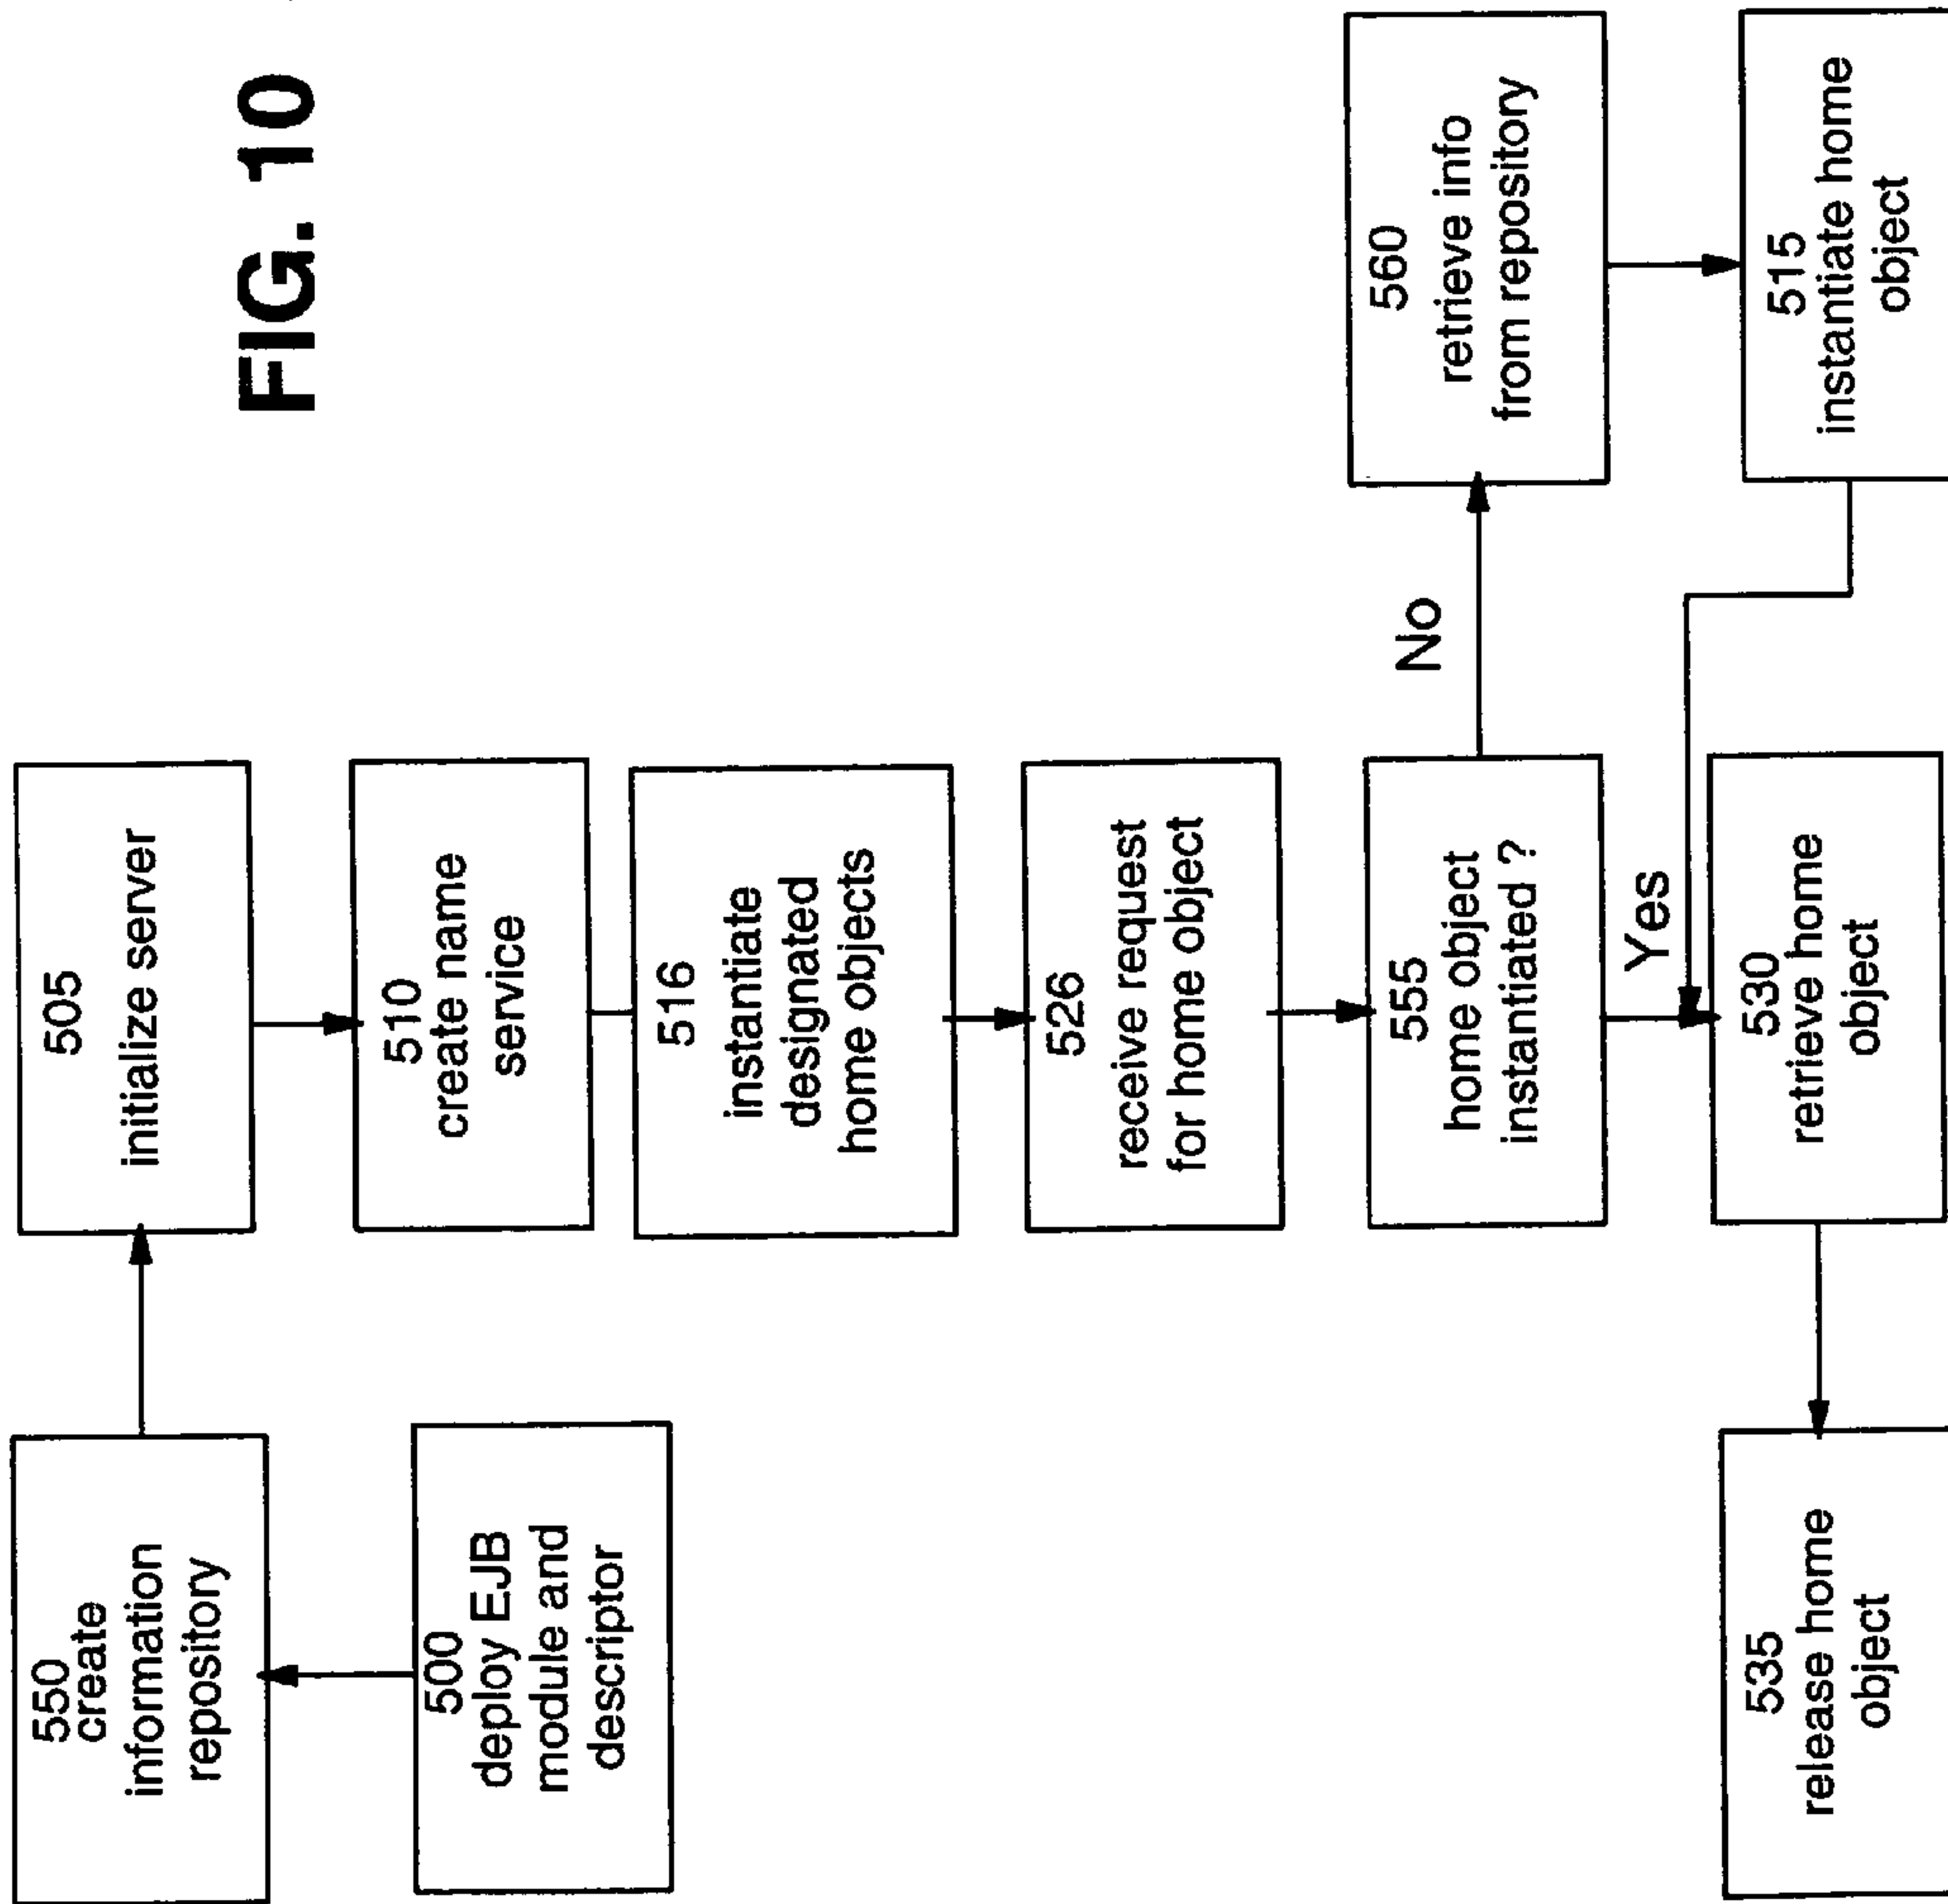 FIG. 10
550
create
information
repository
505
initialize server
500
deploy EJB
module and
descriptor
510
create name
service
516
instantiate
designated
home objects
526
receive request
for home object
555
home object
instantiated ?
No
560
retrieve info
from repository
Yes
535
release home
object
530
retrieve home
object
515
instantiate home
object